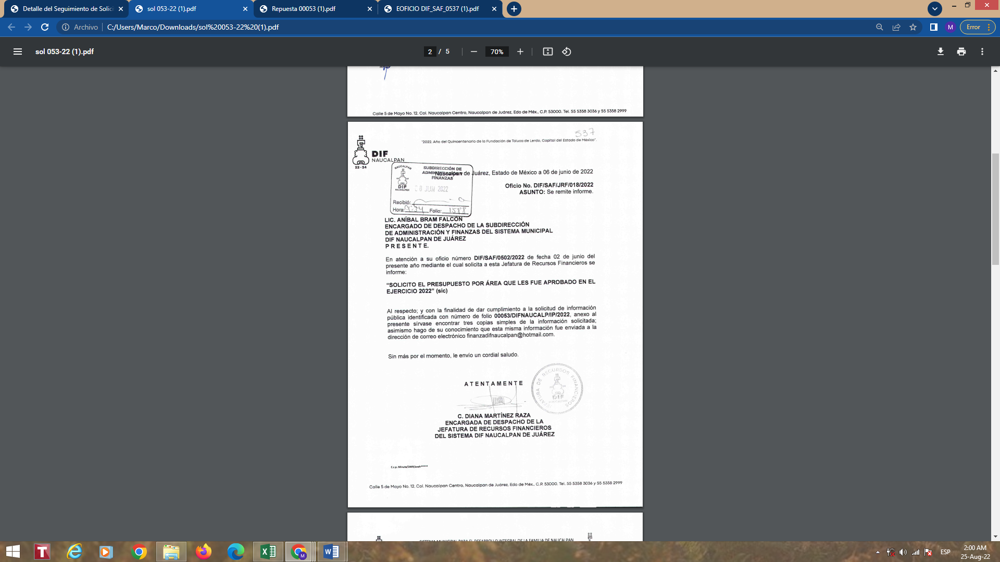 Detalle del Seguimiento de Solici
sol 053-22 (1).pdf
Repuesta 00053 (1).pdf
EOFICIO DIF_SAF_0537 (1).pdf
Archivo
C:/Users/Marco/Downloads/sol%20053-22%20(1).pdf
M
Error
sol 053-22 (1).pdf
2 / 5
70%
Calle 5 de Mayo No. 12, Col. Naucalpan Centro, Naucalpan de Juárez, Edo de Méx., C.P. 53000. Tel. 55 5358 3036 y 55 5358 2999
537
"2022. Año del Quincentenario de la Fundación de Toluca de Lerdo, Capital del Estado de México".
DIF
NAUCALPAN
22-24
NAUCALPAN
SUBDIRECCIÓN DE
ADMINISTRACIÓN Y
FINANZAS
DIF
NAUCALPAN
08 JUN 2022
Recibió:
Hora: 9:34 Folio: 1588
Naucalpan de Juárez, Estado de México a 06 de junio de 2022
Oficio No. DIF/SAF/JRF/018/2022
ASUNTO: Se remite informe.
LIC. ANÍBAL BRAM FALCÓN
ENCARGADO DE DESPACHO DE LA SUBDIRECCIÓN
DE ADMINISTRACIÓN Y FINANZAS DEL SISTEMA MUNICIPAL
DIF NAUCALPAN DE JUÁREZ
P R E S E N T E.
En atención a su oficio número DIF/SAF/0502/2022 de fecha 02 de junio del
presente año mediante el cual solicita a esta Jefatura de Recursos Financieros se
informe:
"SOLICITO EL PRESUPUESTO POR ÁREA QUE LES FUE APROBADO EN EL
EJERCICIO 2022" (sic)
Al respecto; y con la finalidad de dar cumplimiento a la solicitud de información
pública identificada con número de folio 00053/DIFNAUCALP/IP/2022, anexo al
presente sírvase encontrar tres copias simples de la información solicitada;
asimismo hago de su conocimiento que esta misma información fue enviada a la
dirección de correo electrónico finanzadifnaucalpan@hotmail.com.
Sin más por el momento, le envío un cordial saludo.
A T E N T A M E N T E
JEFATURA DE RECURSOS FINANCIEROS
DIF
NAUCALPAN
C. DIANA MARTÍNEZ RAZA
ENCARGADA DE DESPACHO DE LA
JEFATURA DE RECURSOS FINANCIEROS
DEL SISTEMA DIF NAUCALPAN DE JUÁREZ
C.c.p. Minuta/DMR/aveh*****
Calle 5 de Mayo No. 12, Col. Naucalpan Centro, Naucalpan de Juárez, Edo de Méx., C.P. 53000. Tel. 55 5358 3036 y 55 5358 2999
SISTEMA MUNICIPAL PARA EL DESARROLLO INTEGRAL DE LA FAMILIA DE NAUCALPAN
ESP
2:00 AM
25-Aug-22